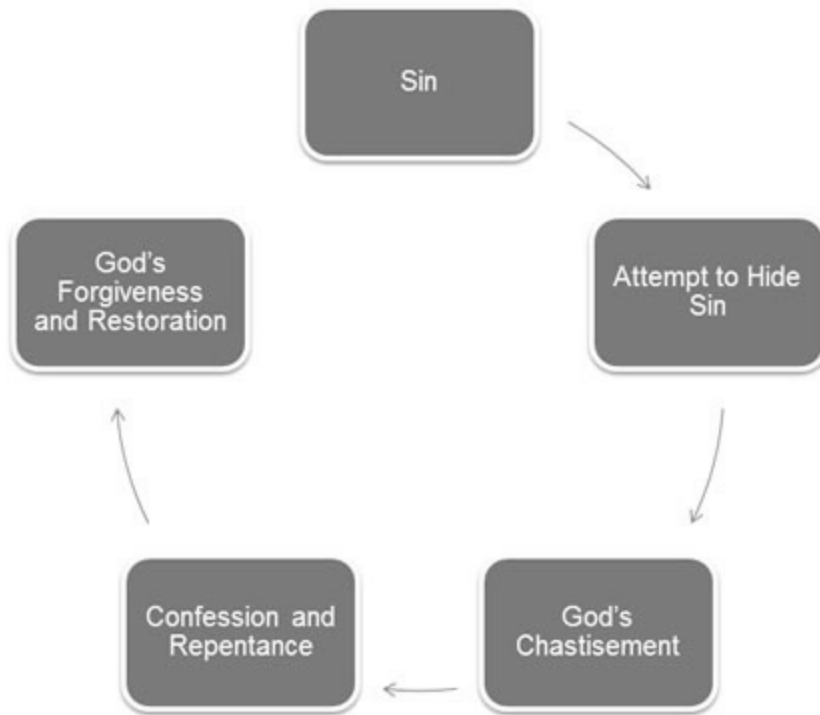 Sin
Attempt to Hide
Sin
God’s
Chastisement
Confession and
Repentance
God’s
Forgiveness
and Restoration